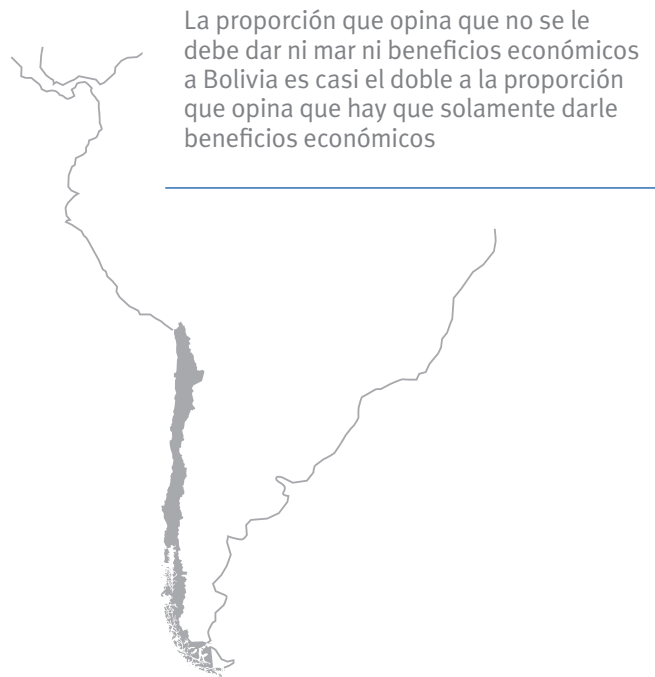 La proporción que opina que no se le
debe dar ni mar ni beneficios económicos
a Bolivia es casi el doble a la proporción
que opina que hay que solamente darle
beneficios económicos